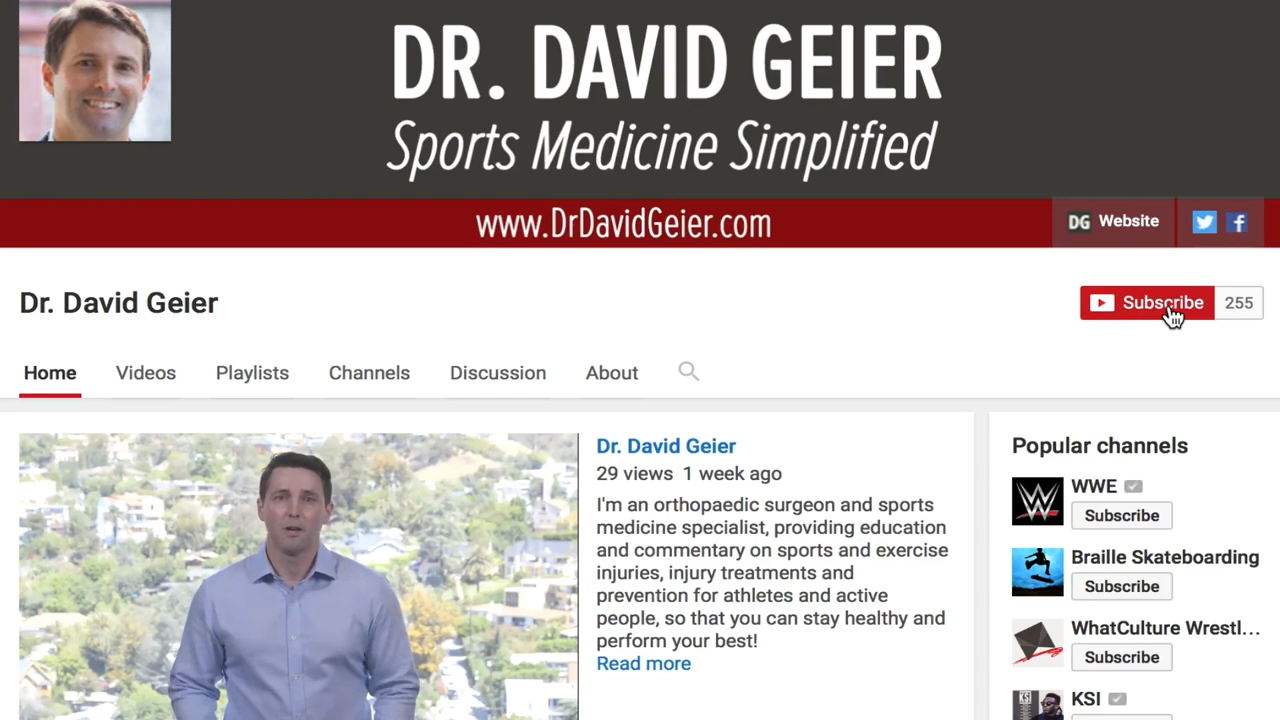 DR. DAVID GEIER
Sports Medicine Simplified
www.DrDavidGeier.com
DG Website
Dr. David Geier
Subscribe 255
Home Videos Playlists Channels Discussion About
Dr. David Geier
29 views 1 week ago
I'm an orthopaedic surgeon and sports
medicine specialist, providing education
and commentary on sports and exercise
injuries, injury treatments and
prevention for athletes and active
people, so that you can stay healthy and
perform your best!
Read more
Popular channels
WWE
Subscribe
Braille Skateboarding
Subscribe
WhatCulture Wrestl...
Subscribe
KSI